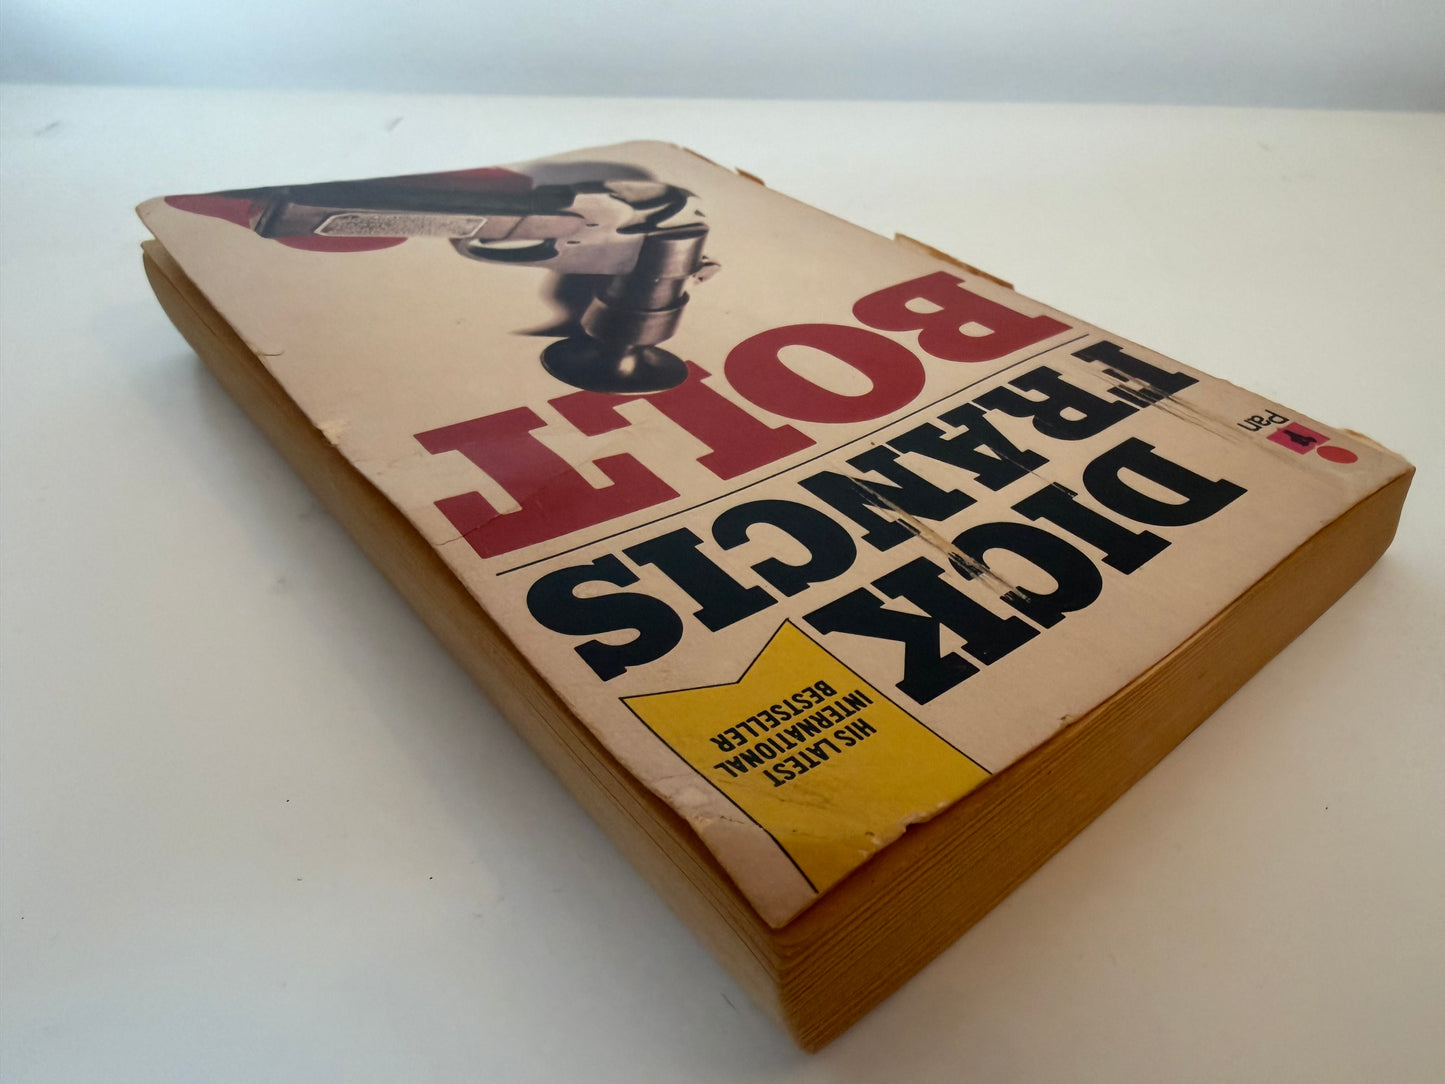 Pan
HIS LATEST
INTERNATIONAL
BESTSELLER
DICK
FRANCIS
BOLT